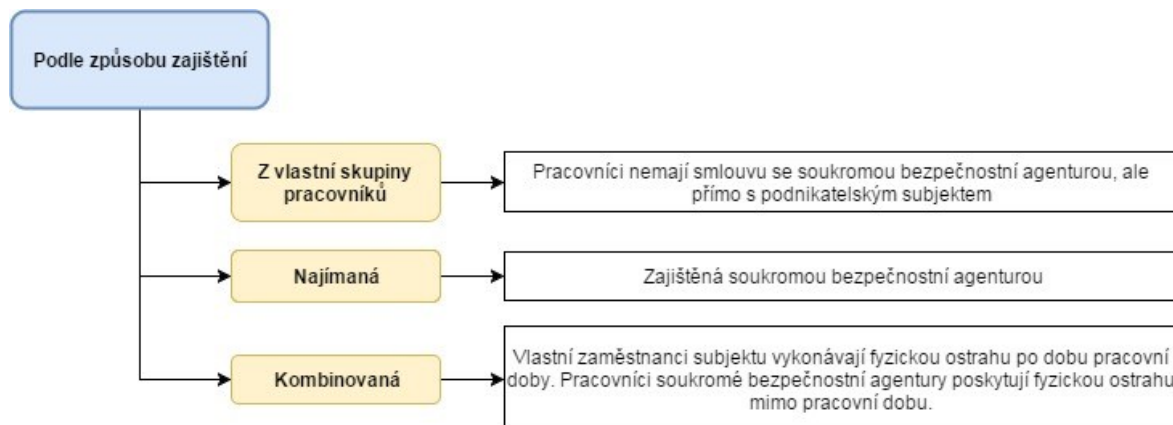 Podle způsobu zajištění
Z vlastní skupiny
pracovníků
Pracovníci nemají smlouvu se soukromou bezpečnostní agenturou, ale
přímo s podnikatelským subjektem
Najímaná
Zajištěná soukromou bezpečnostní agenturou
Kombinovaná
Vlastní zaměstnanci subjektu vykonávají fyzickou ostrahu po dobu pracovní
doby. Pracovníci soukromé bezpečnostní agentury poskytují fyzickou ostrahu
mimo pracovní dobu.